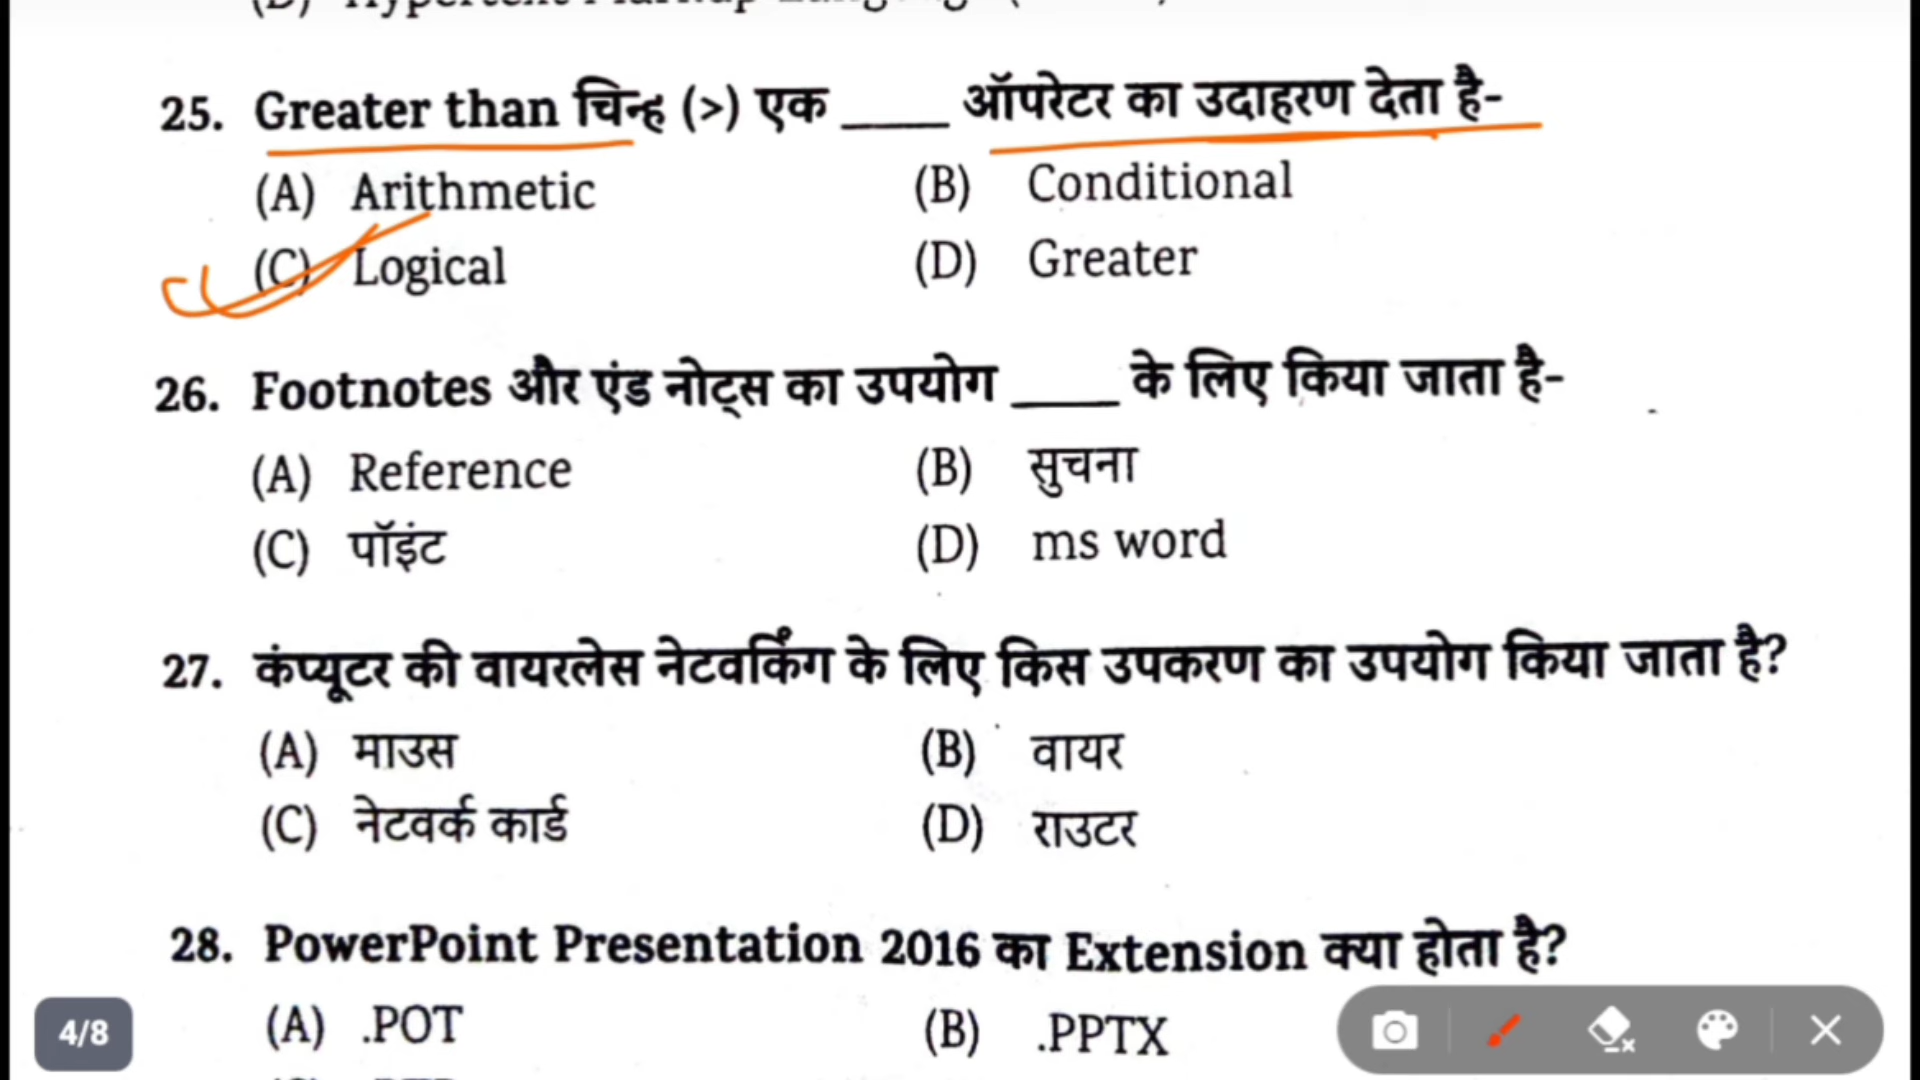 25. Greater than चिन्ह (>) एक ____ ऑपरेटर का उदाहरण देता है-
(A) Arithmetic (B) Conditional
(C) Logical (D) Greater
26. Footnotes और एंड नोट्स का उपयोग ____ के लिए किया जाता है-
(A) Reference (B) सुचना
(C) पॉइंट (D) ms word
27. कंप्यूटर की वायरलेस नेटवर्किंग के लिए किस उपकरण का उपयोग किया जाता है?
(A) माउस (B) वायर
(C) नेटवर्क कार्ड (D) राउटर
28. PowerPoint Presentation 2016 का Extension क्या होता है?
(A) .POT (B) .PPTX
4/8